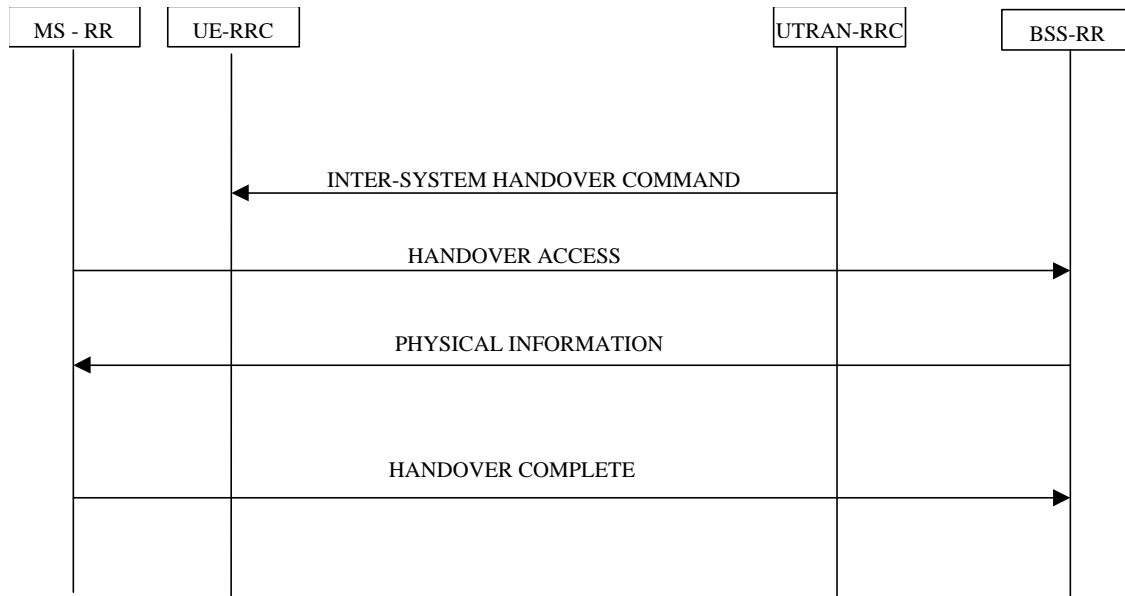 MS - RR
UE-RRC
UTRAN-RRC
BSS-RR
INTER-SYSTEM HANDOVER COMMAND
HANDOVER ACCESS
PHYSICAL INFORMATION
HANDOVER COMPLETE